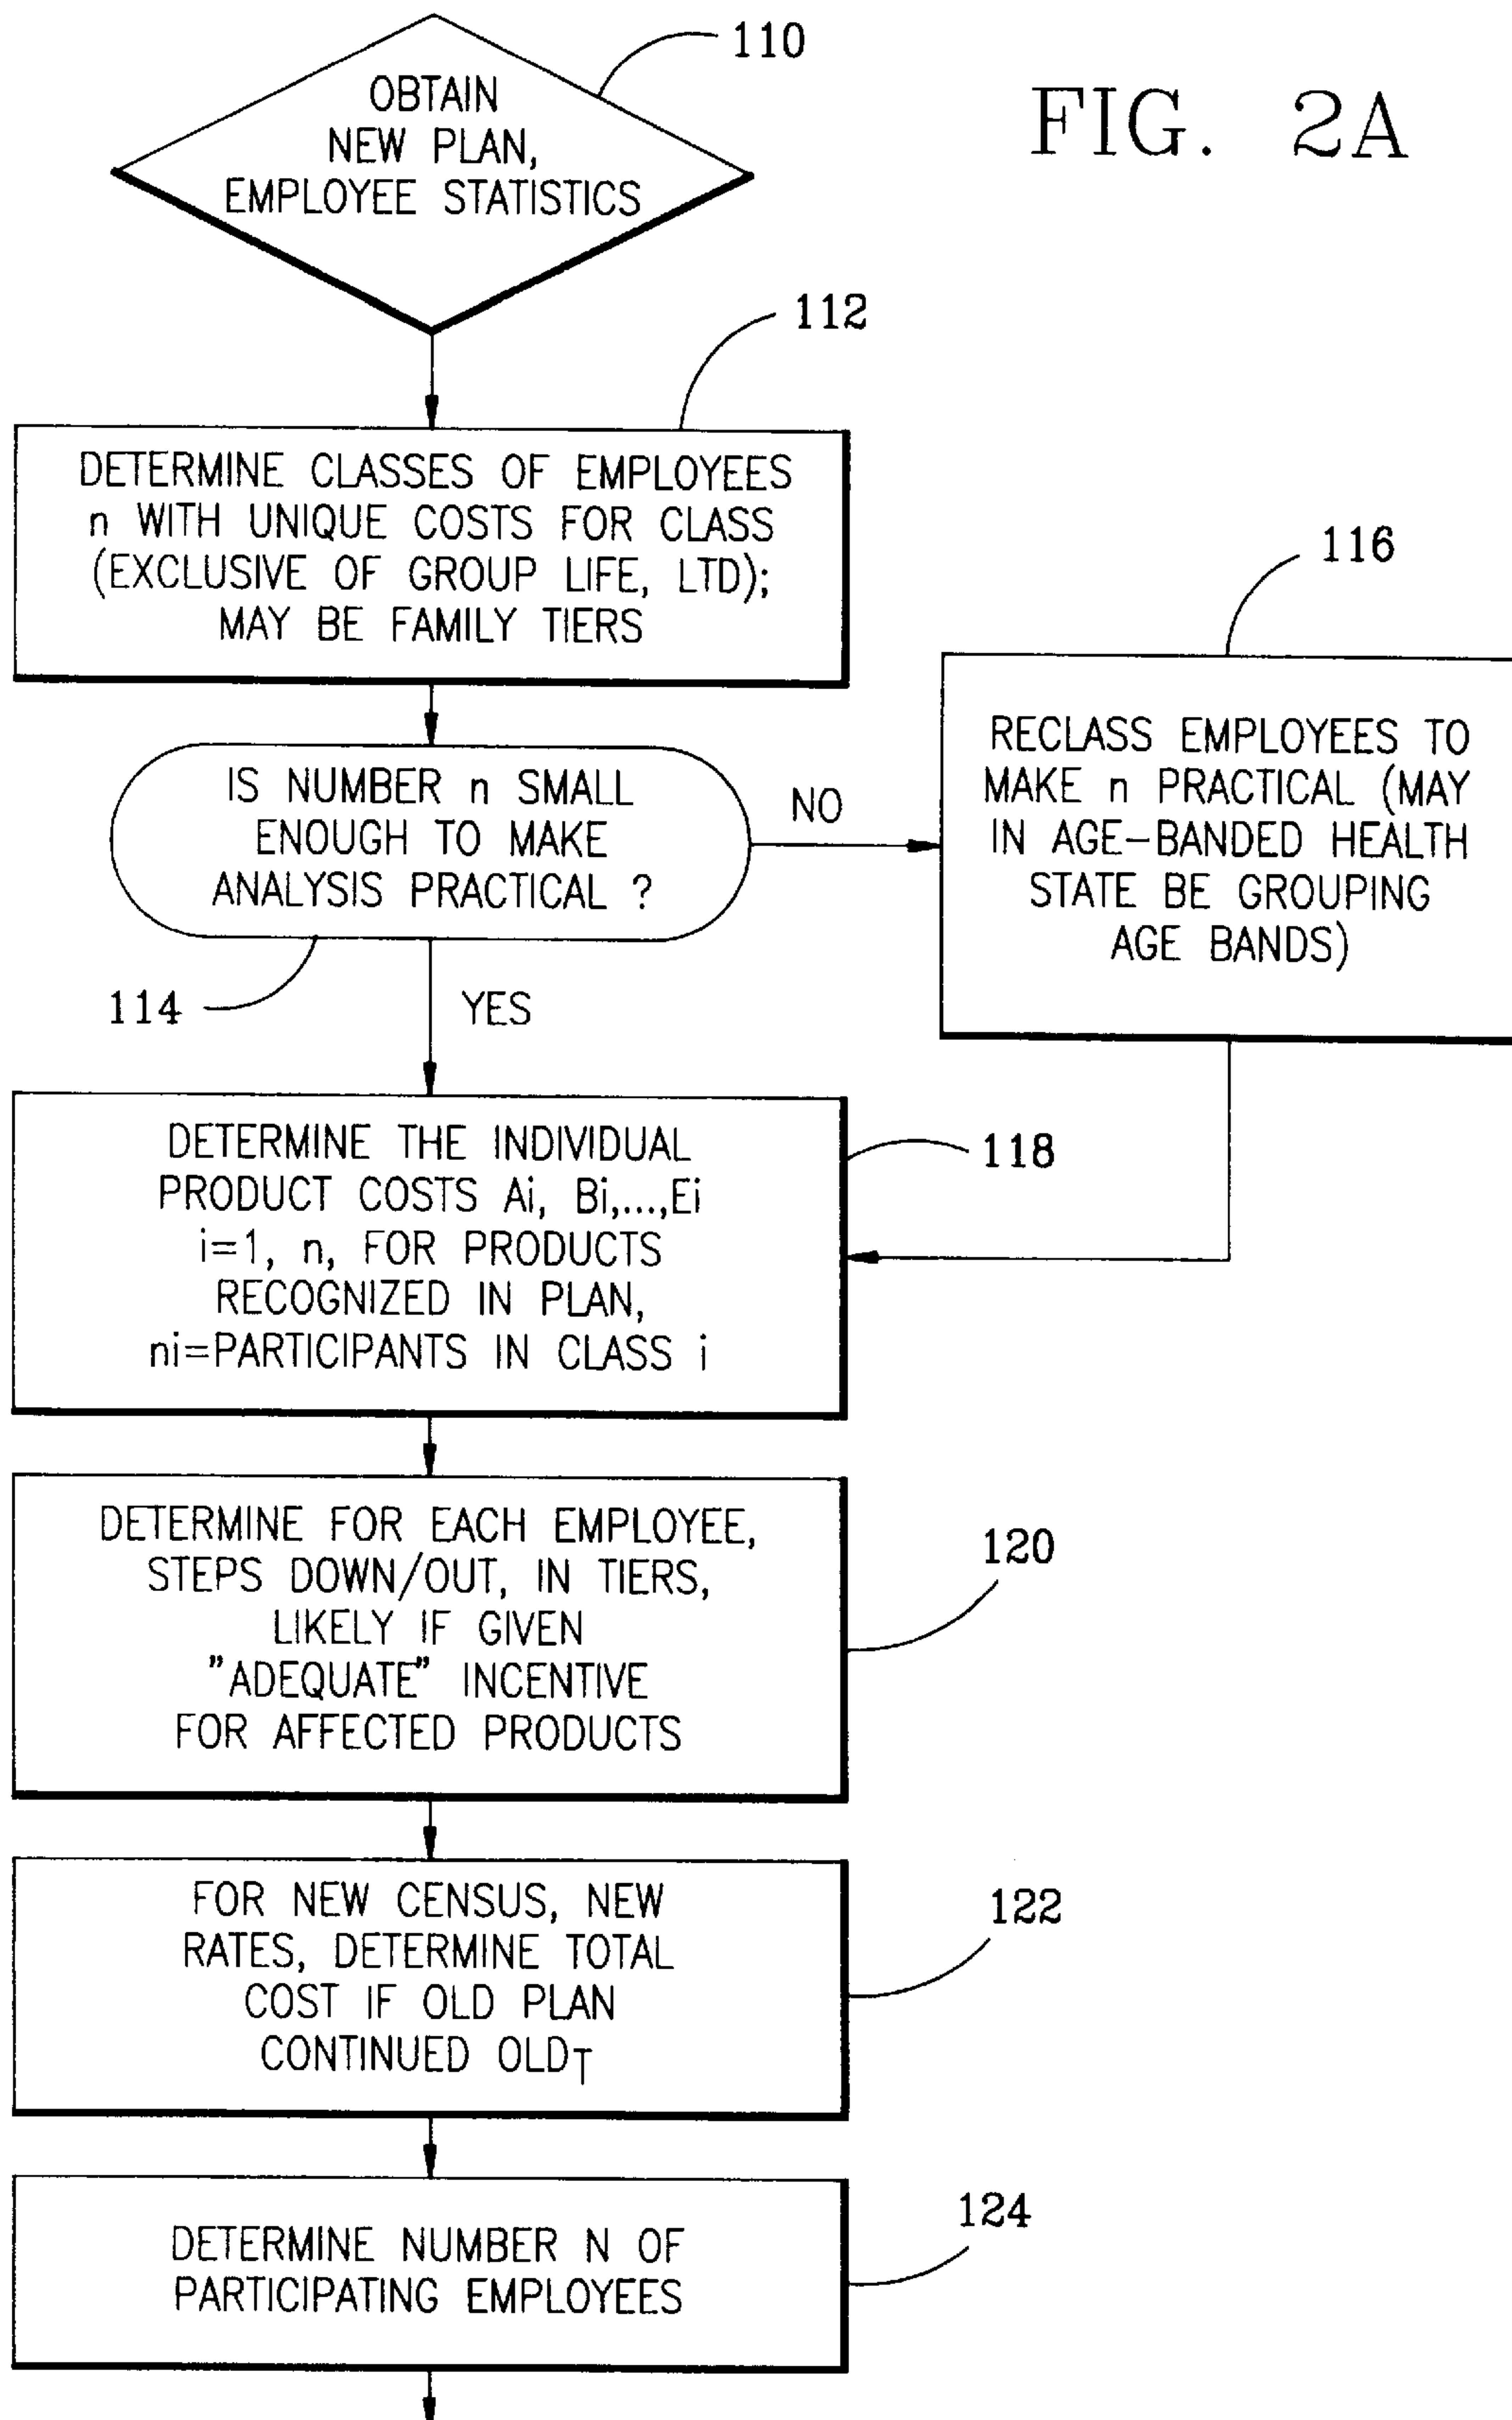 FIG. 2A
110
OBTAIN
NEW PLAN,
EMPLOYEE STATISTICS
112
DETERMINE CLASSES OF EMPLOYEES
n WITH UNIQUE COSTS FOR CLASS
(EXCLUSIVE OF GROUP LIFE, LTD);
MAY BE FAMILY TIERS
IS NUMBER n SMALL
ENOUGH TO MAKE
ANALYSIS PRACTICAL ?
114
NO
YES
116
RECLASS EMPLOYEES TO
MAKE n PRACTICAL (MAY
IN AGE-BANDED HEALTH
STATE BE GROUPING
AGE BANDS)
DETERMINE THE INDIVIDUAL
PRODUCT COSTS Ai, Bi,...,Ei
i=1, n, FOR PRODUCTS
RECOGNIZED IN PLAN,
ni=PARTICIPANTS IN CLASS i
118
DETERMINE FOR EACH EMPLOYEE,
STEPS DOWN/OUT, IN TIERS,
LIKELY IF GIVEN
"ADEQUATE" INCENTIVE
FOR AFFECTED PRODUCTS
120
FOR NEW CENSUS, NEW
RATES, DETERMINE TOTAL
COST IF OLD PLAN
CONTINUED OLDT
122
DETERMINE NUMBER N OF
PARTICIPATING EMPLOYEES
124